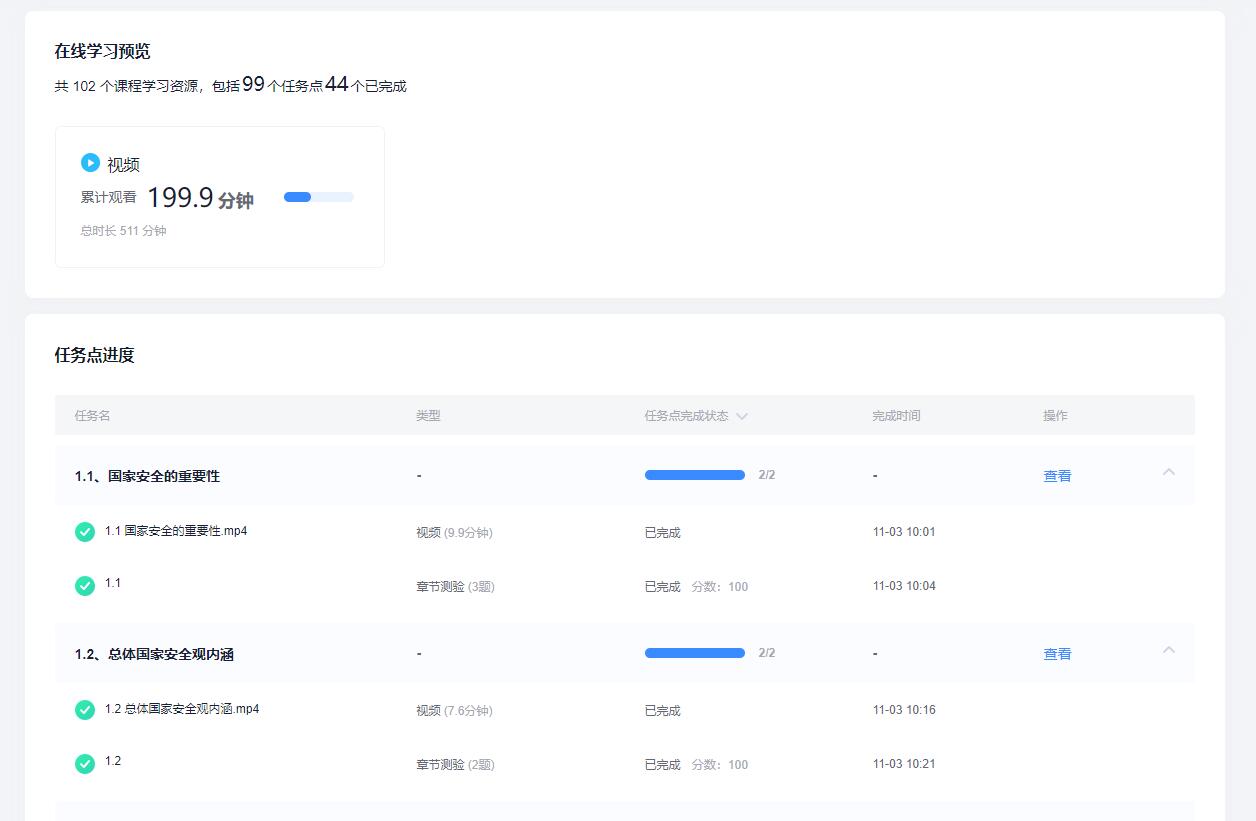 在线学习预览
共 102 个课程学习资源，包括99个任务点44个已完成
视频
累计观看 199.9 分钟
总时长 511 分钟
任务点进度
任务名 类型 任务点完成状态 完成时间 操作
1.1、国家安全的重要性 - 2/2 - 查看
1.1 国家安全的重要性.mp4 视频 (9.9分钟) 已完成 11-03 10:01
1.1 章节测验 (3题) 已完成 分数：100 11-03 10:04
1.2、总体国家安全观内涵 - 2/2 - 查看
1.2 总体国家安全观内涵.mp4 视频 (7.6分钟) 已完成 11-03 10:16
1.2 章节测验 (2题) 已完成 分数：100 11-03 10:21